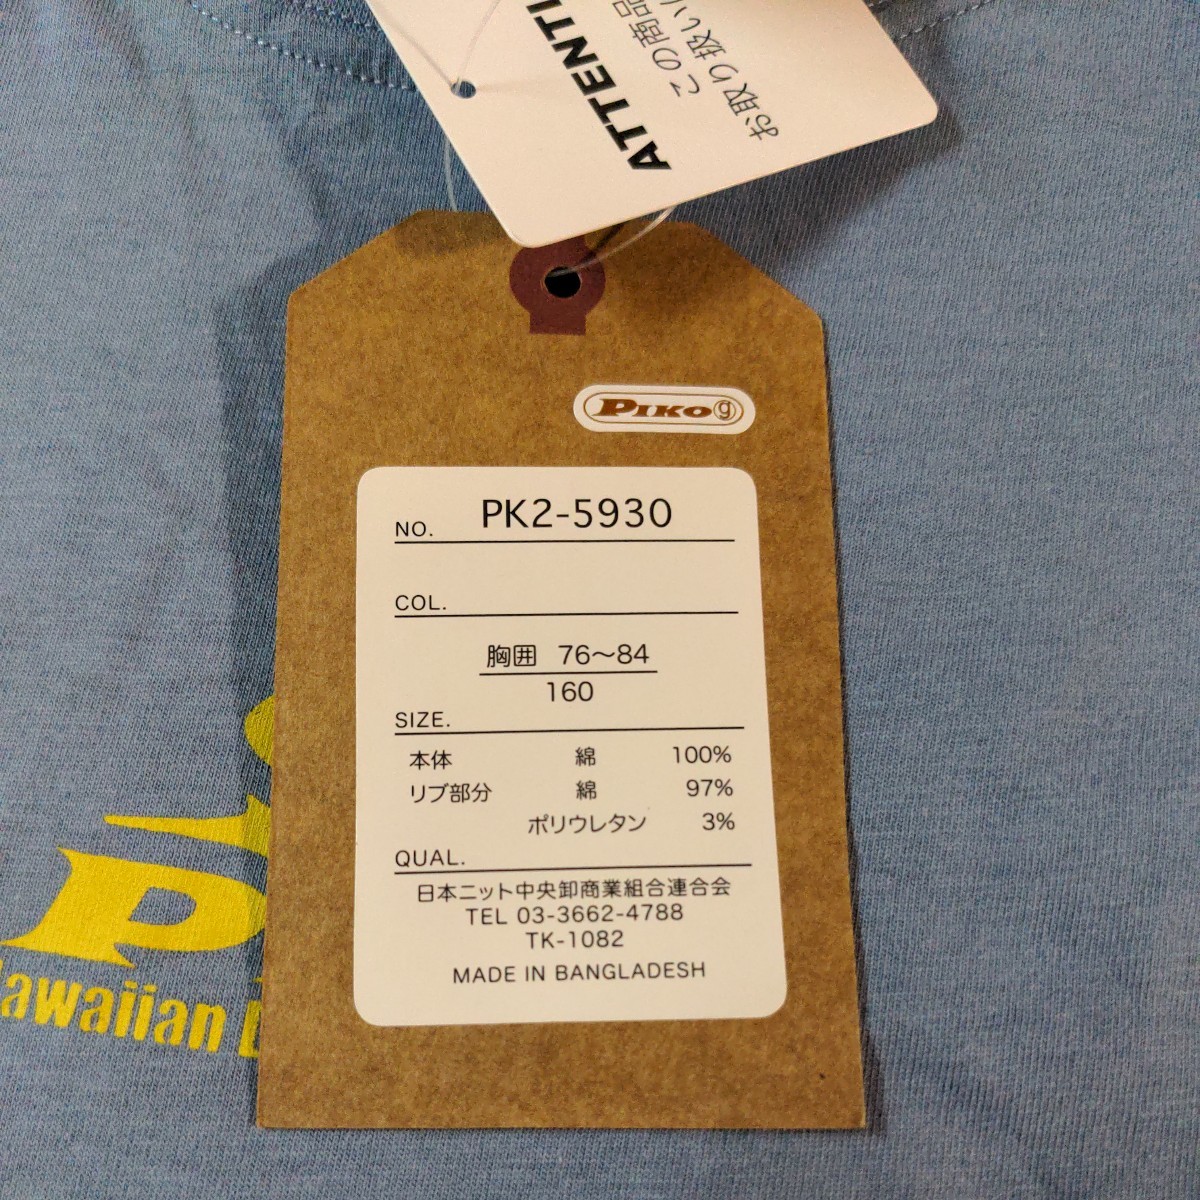 この商品
お取り扱い
PIKO g
NO. PK2-5930
COL.
胸囲 76〜84
160
SIZE.
本体 綿 100%
リブ部分 綿 97%
ポリウレタン 3%
QUAL.
日本ニット中央卸商業組合連合会
TEL 03-3662-4788
TK-1082
MADE IN BANGLADESH